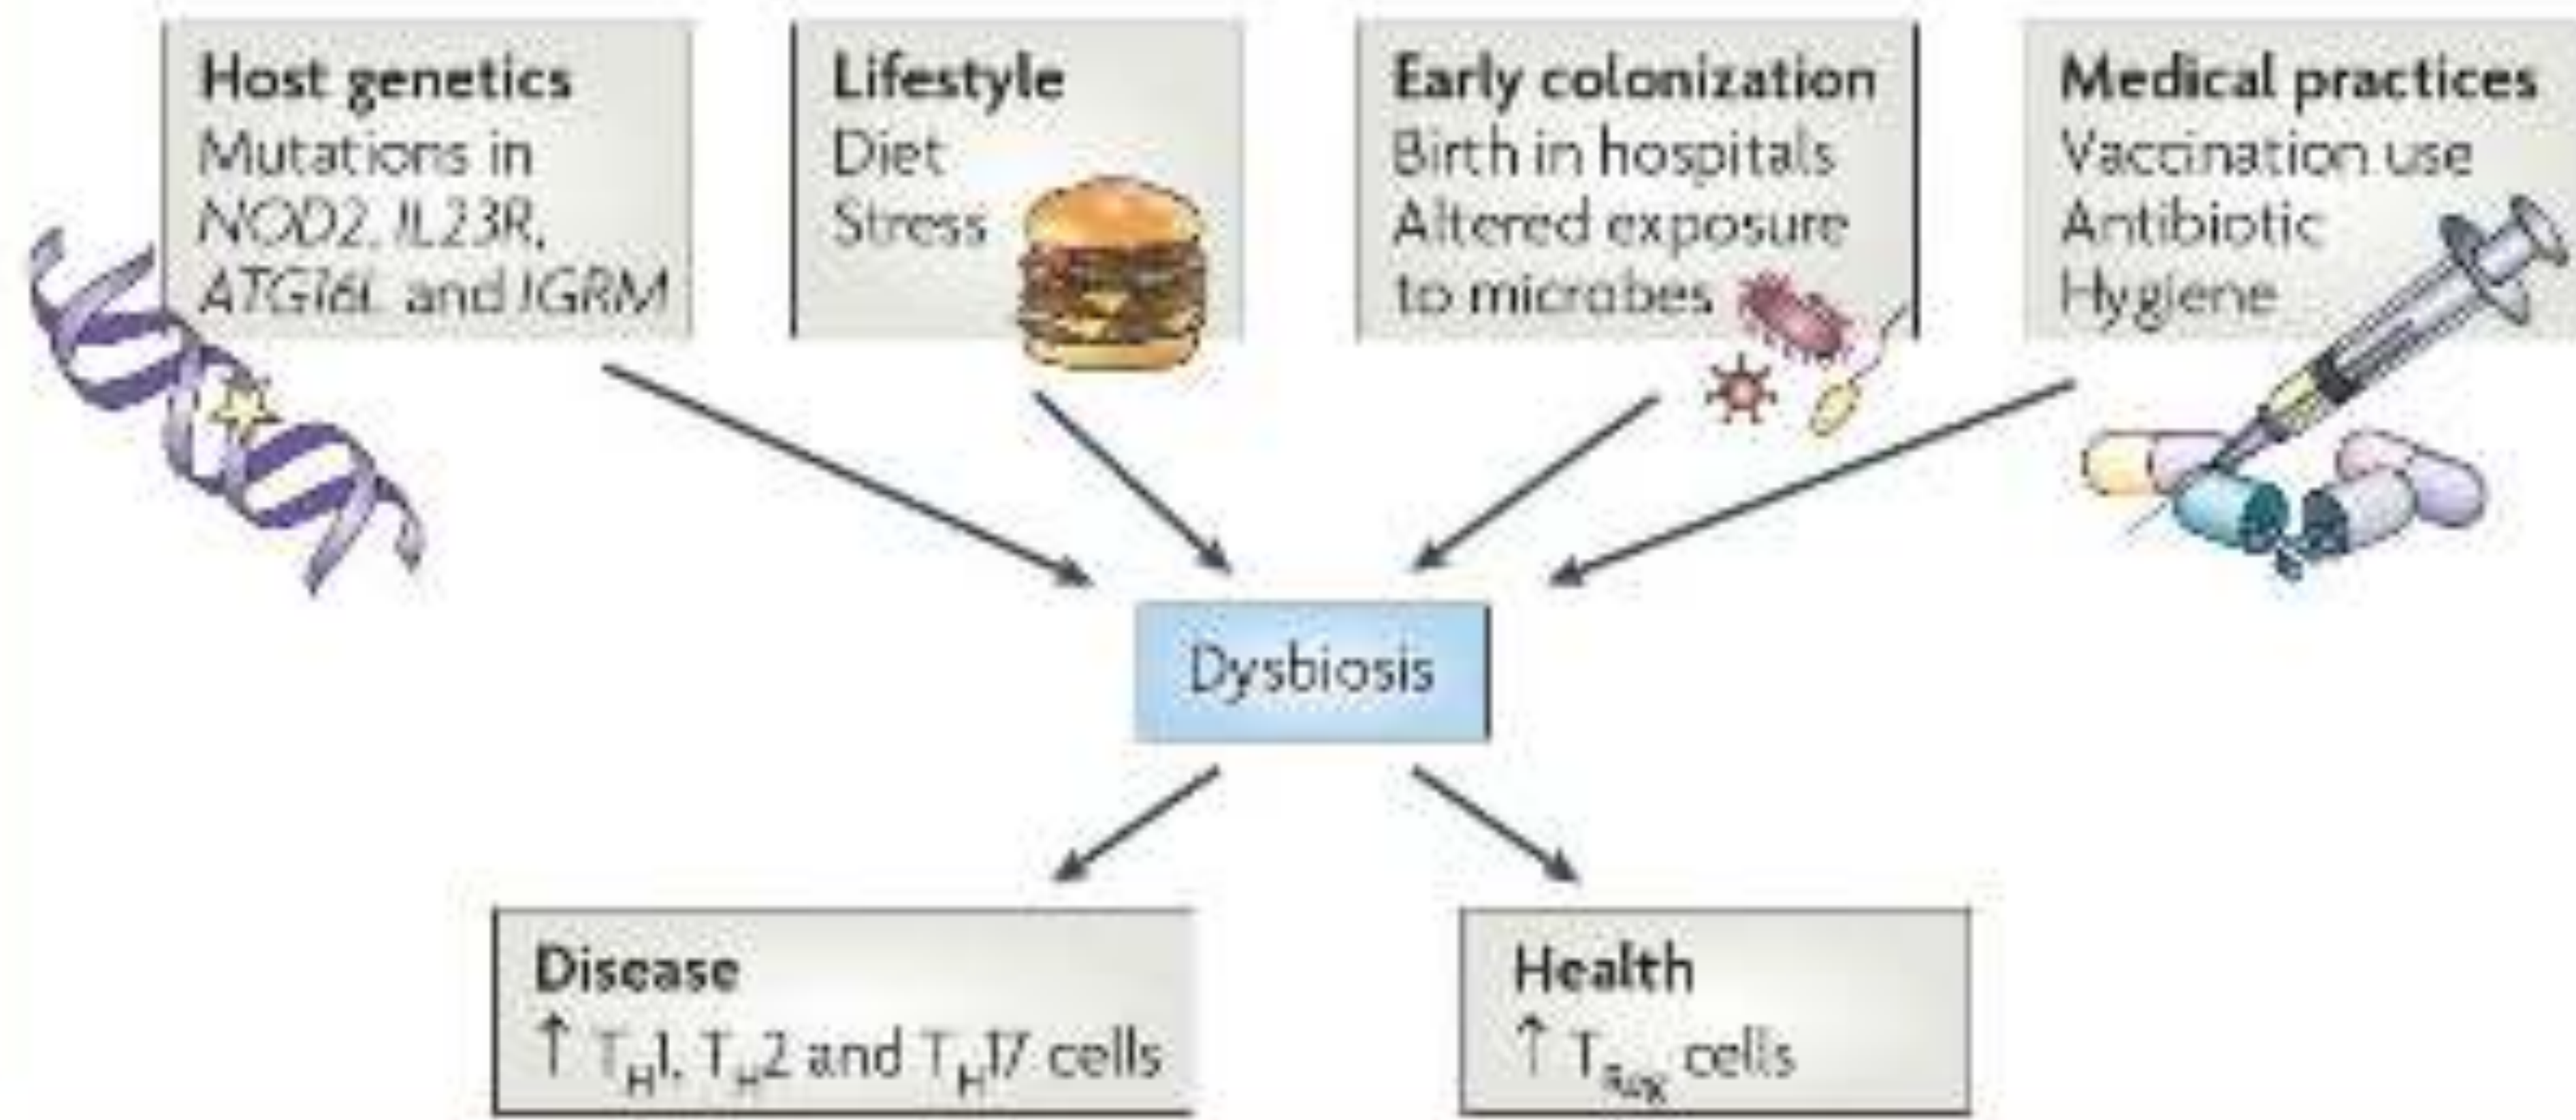 Host genetics
Mutations in
NOD2, IL23R,
ATG16L and IGRM
Lifestyle
Diet
Stress
Early colonization
Birth in hospitals
Altered exposure
to microbes
Medical practices
Vaccination use
Antibiotic
Hygiene
Dysbiosis
Disease
↑ TH1, TH2 and TH17 cells
Health
↑ TReg cells